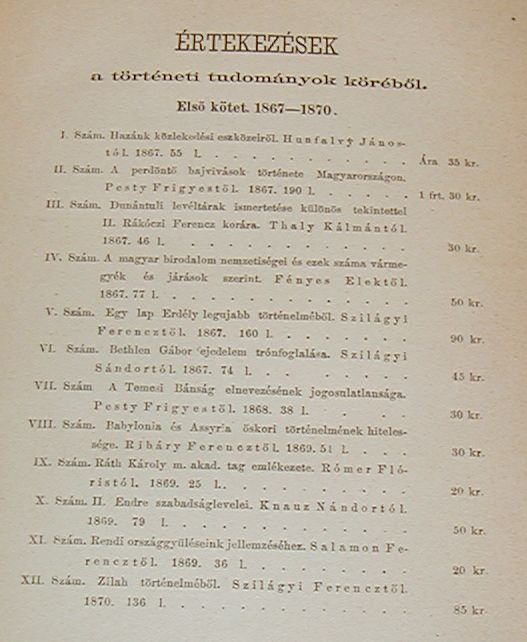 ÉRTEKEZÉSEK
a történeti tudományok köréből.
Első kötet. 1867—1870.
I. Szám. Hazánk közlekedési eszközeiről. Hunfalvy János-
tól. 1867. 55 l. . . . . . . . . . . Ára 35 kr.
II. Szám. A perdöntő bajvivások története Magyarországon.
Pesty Frigyestől. 1867. 190 l. . . . . . 1 frt. 30 kr.
III. Szám. Dunántuli levéltárak ismertetése különös tekintettel
II. Rákóczi Ferencz korára. Thaly Kálmántól.
1867. 46 l. . . . . . . . . . . 30 kr.
IV. Szám. A magyar birodalom nemzetiségei és ezek száma várme-
gyék és járások szerint. Fényes Elektől.
1867. 77 l. . . . . . . . . . . 50 kr.
V. Szám. Egy lap Erdély legujabb történelméből. Szilágyi
Ferencztől. 1867. 160 l. . . . . . . . 90 kr.
VI. Szám. Bethlen Gábor fejedelem trónfoglalása. Szilágyi
Sándortól. 1867. 74 l. . . . . . . . 45 kr.
VII. Szám A Temesi Bánság elnevezésének jogosulatlansága.
Pesty Frigyestől. 1868. 38 l. . . . . 30 kr.
VIII. Szám. Babylonia és Assyria őskori történelmének hiteles-
sége. Ribáry Ferencztől. 1869. 51 l. . . . 30 kr.
IX. Szám. Ráth Károly m. akad. tag emlékezete. Rómer Fló-
ristól. 1869. 25 l. . . . . . . . . 20 kr.
X. Szám. II. Endre szabadságlevelei. Knauz Nándortól.
1869. 79 l. . . . . . . . . . . 50 kr.
XI. Szám. Rendi országgyűléseink jellemzéséhez. Salamon Fe-
rencztől. 1869. 36 l. . . . . . . . 20 kr.
XII. Szám. Zilah történelméből. Szilágyi Ferencztől.
1870. 136 l. . . . . . . . . . . 85 kr.